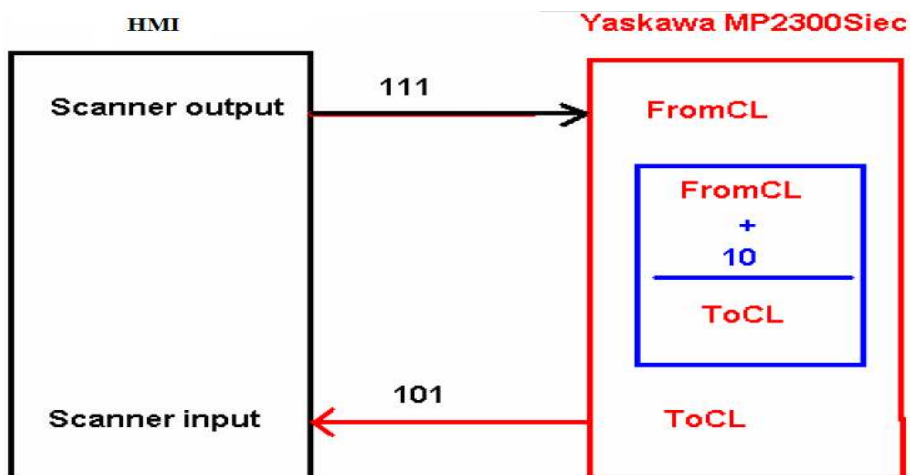 HMI
Yaskawa MP2300Siec
Scanner output
111
FromCL
FromCL
+
10
ToCL
Scanner input
101
ToCL